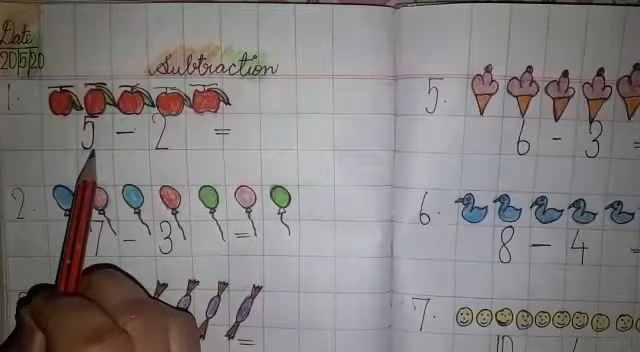 Date
20|5|20
Subtraction
1.
5 - 2 =
2.
7 - 3 =
=
5.
6 - 3 =
6.
8 - 4 =
7.